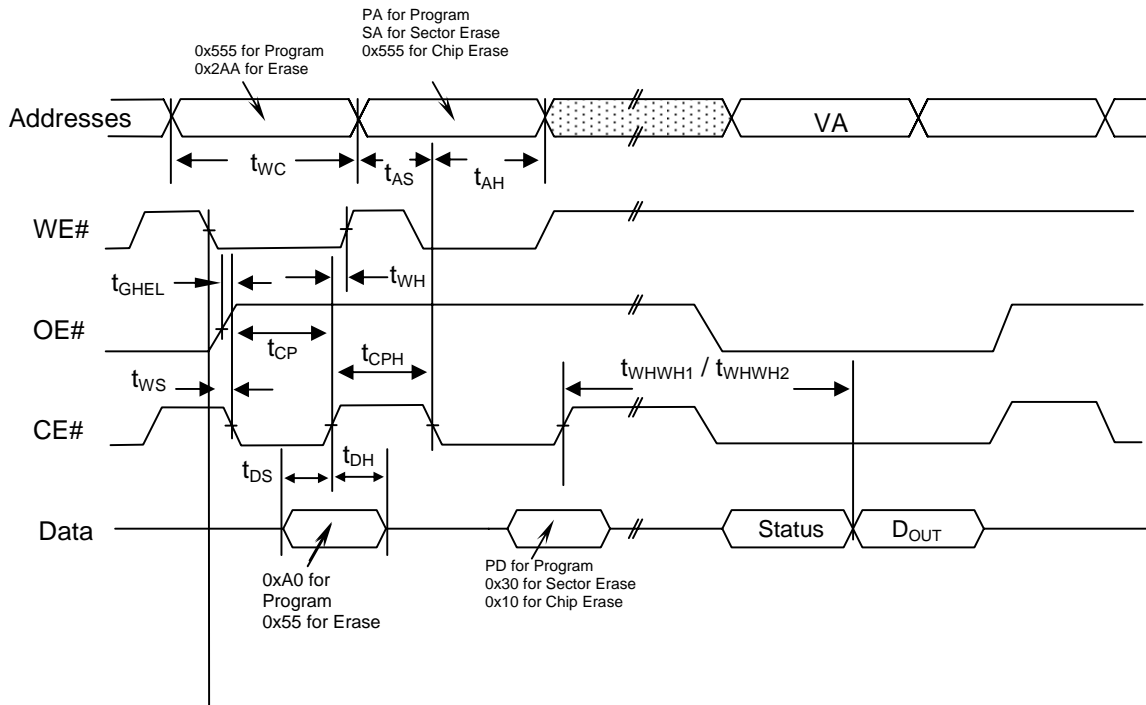 PA for Program
SA for Sector Erase
0x555 for Chip Erase
0x555 for Program
0x2AA for Erase
Addresses
VA
tWC
tAS
tAH
WE#
tGHEL
tWH
OE#
tCP
tCPH
tWHWH1 / tWHWH2
tWS
CE#
tDS
tDH
Data
Status
DOUT
0xA0 for
Program
0x55 for Erase
PD for Program
0x30 for Sector Erase
0x10 for Chip Erase